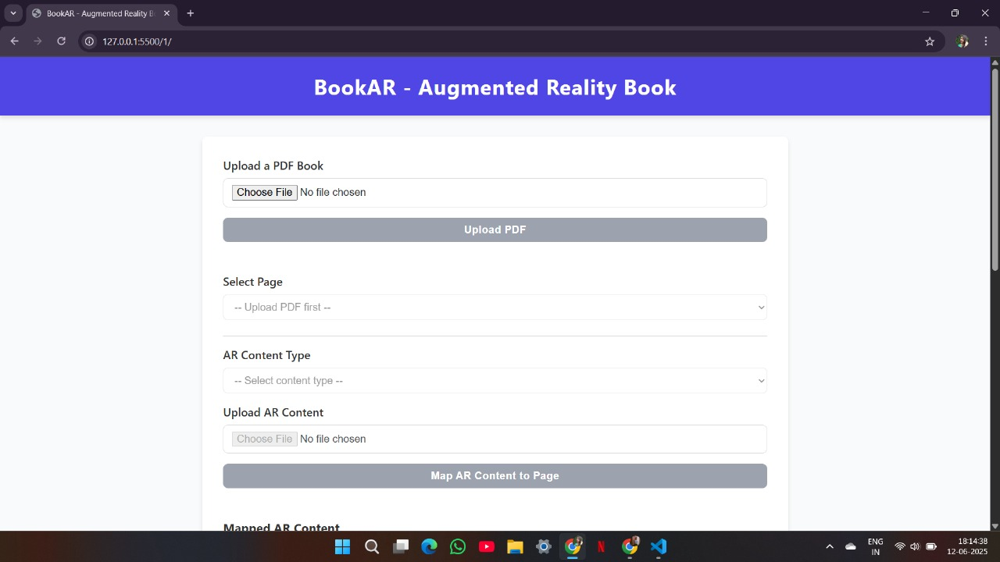 BookAR - Augmented Reality B
127.0.0.1:5500/1/
BookAR - Augmented Reality Book
Upload a PDF Book
Choose File No file chosen
Upload PDF
Select Page
-- Upload PDF first --
AR Content Type
-- Select content type --
Upload AR Content
Choose File No file chosen
Map AR Content to Page
Mapped AR Content
ENG
IN
18:14:38
12-06-2025